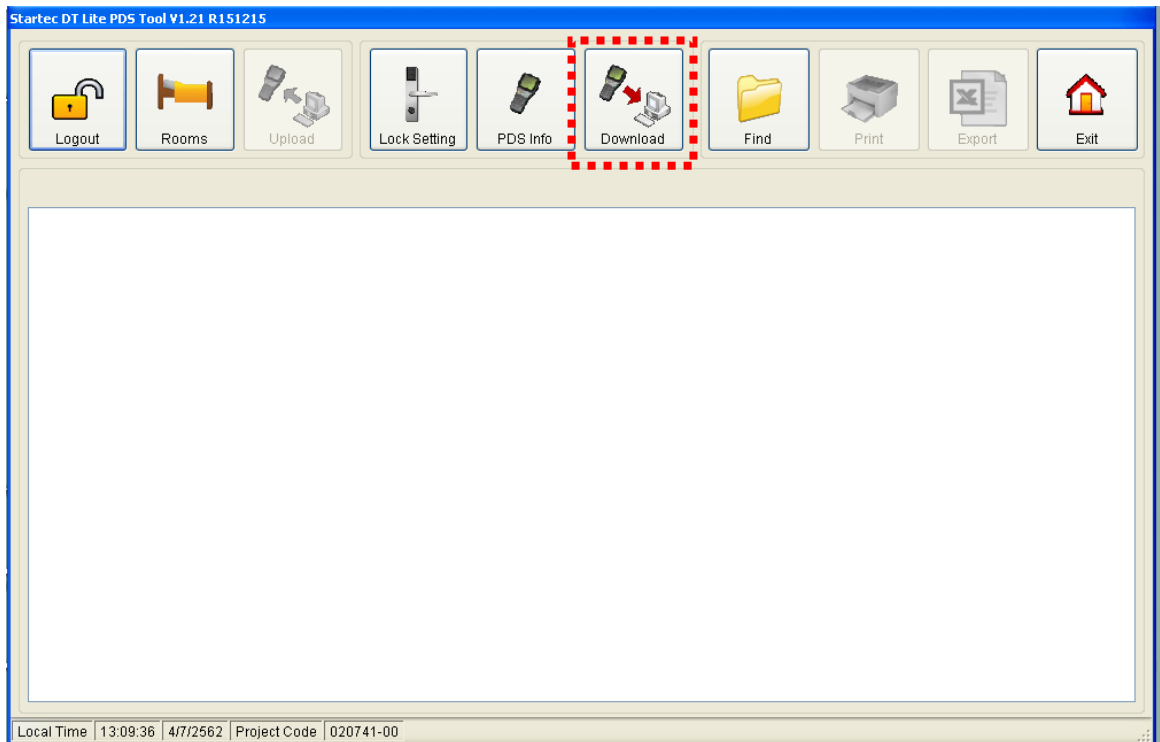 Startec DT Lite PDS Tool V1.21 R151215
Logout Rooms Upload Lock Setting PDS Info Download Find Print Export Exit
Local Time 13:09:36 4/7/2562 Project Code 020741-00